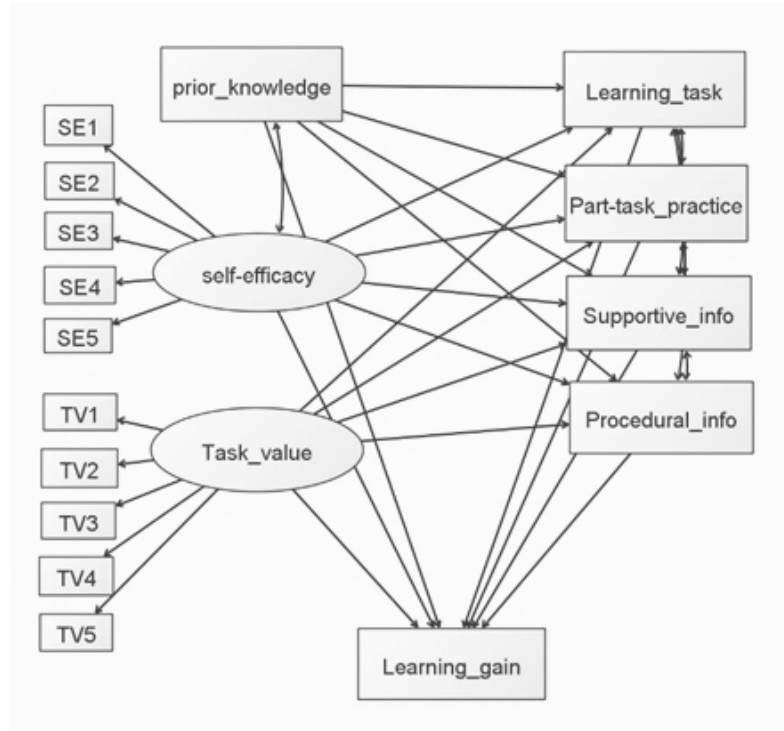 prior_knowledge
Learning_task
SE1
SE2
SE3
SE4
SE5
Part-task_practice
self-efficacy
Supportive_info
TV1
TV2
TV3
TV4
TV5
Task_value
Procedural_info
Learning_gain